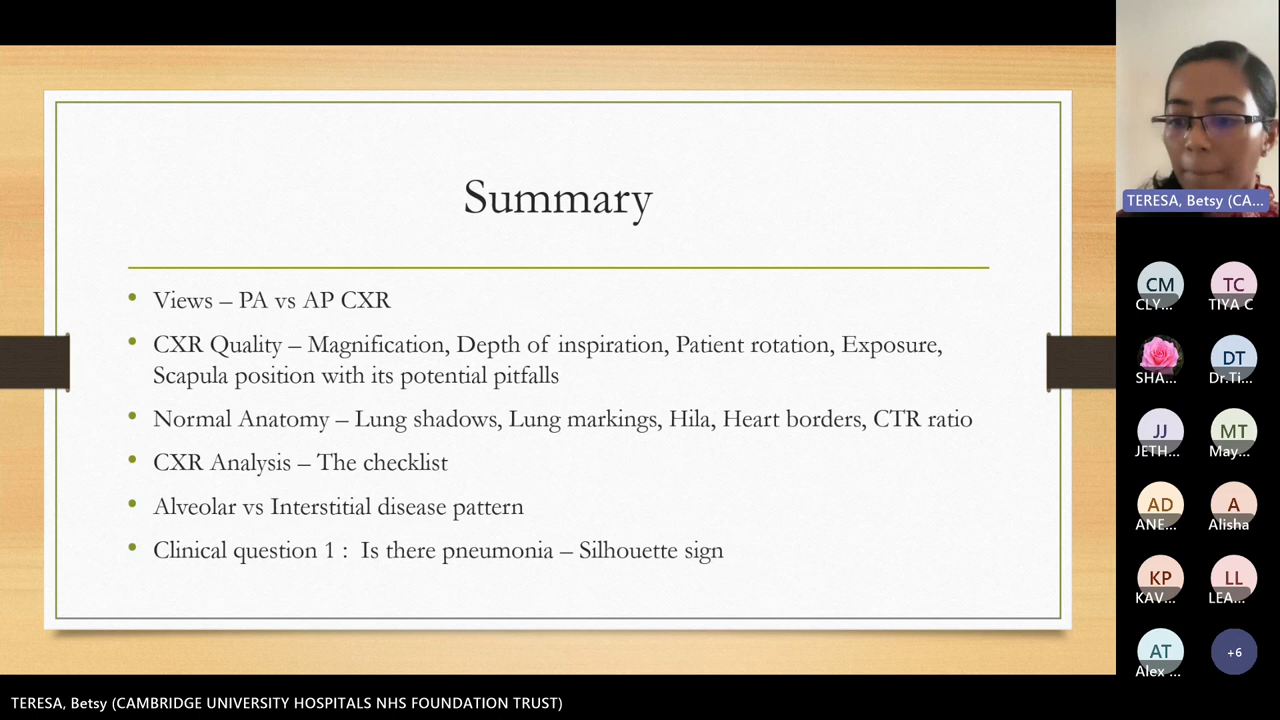 Summary
• Views – PA vs AP CXR
• CXR Quality – Magnification, Depth of inspiration, Patient rotation, Exposure,
Scapula position with its potential pitfalls
• Normal Anatomy – Lung shadows, Lung markings, Hila, Heart borders, CTR ratio
• CXR Analysis – The checklist
• Alveolar vs Interstitial disease pattern
• Clinical question 1 : Is there pneumonia – Silhouette sign
TERESA, Betsy (CA...
CM
CLY...
TC
TIYA C
SHA...
DT
Dr.Ti...
JJ
JETH...
MT
May...
AD
ANE...
A
Alisha
KP
KAV...
LL
LEA...
AT
Alex ...
+6
TERESA, Betsy (CAMBRIDGE UNIVERSITY HOSPITALS NHS FOUNDATION TRUST)